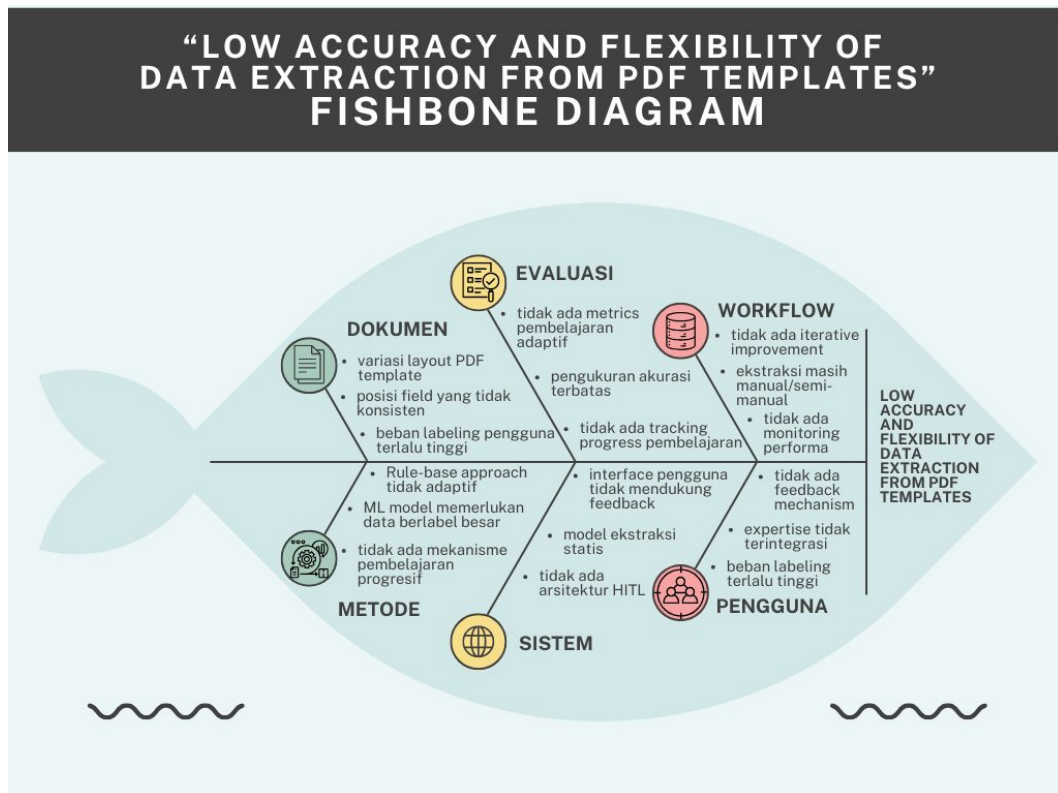 “LOW ACCURACY AND FLEXIBILITY OF
DATA EXTRACTION FROM PDF TEMPLATES”
FISHBONE DIAGRAM
DOKUMEN
• variasi layout PDF
template
• posisi field yang tidak
konsisten
• beban labeling pengguna
terlalu tinggi
EVALUASI
• tidak ada metrics
pembelajaran
adaptif
• pengukuran akurasi
terbatas
• tidak ada tracking
progress pembelajaran
WORKFLOW
• tidak ada iterative
improvement
• ekstraksi masih
manual/semi-
manual
• tidak ada
monitoring
performa
LOW
ACCURACY
AND
FLEXIBILITY OF
DATA
EXTRACTION
FROM PDF
TEMPLATES
• Rule-base approach
tidak adaptif
• ML model memerlukan
data berlabel besar
• tidak ada mekanisme
pembelajaran
progresif
METODE
• interface pengguna
tidak mendukung
feedback
• model ekstraksi
statis
• tidak ada
arsitektur HITL
SISTEM
• tidak ada
feedback
mechanism
• expertise tidak
terintegrasi
• beban labeling
terlalu tinggi
PENGGUNA